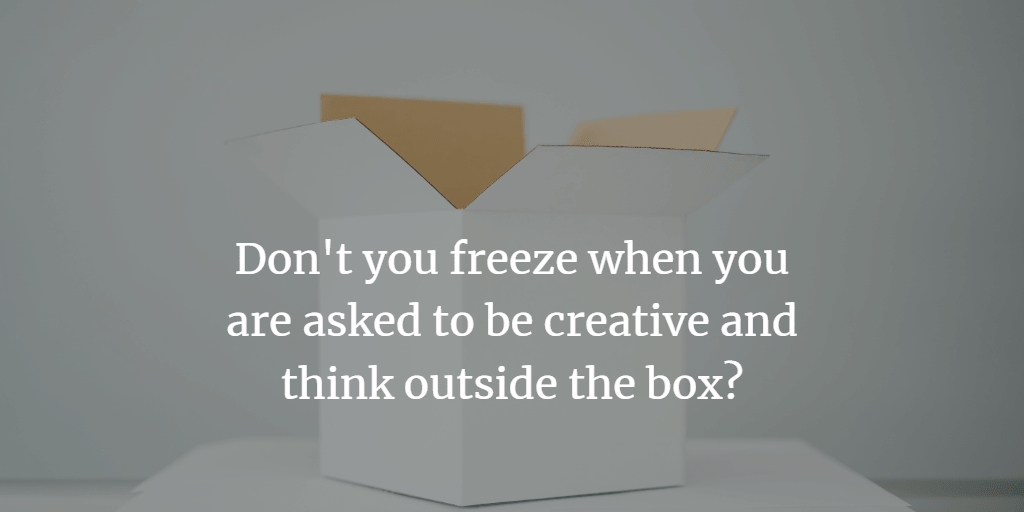 Don't you freeze when you
are asked to be creative and
think outside the box?